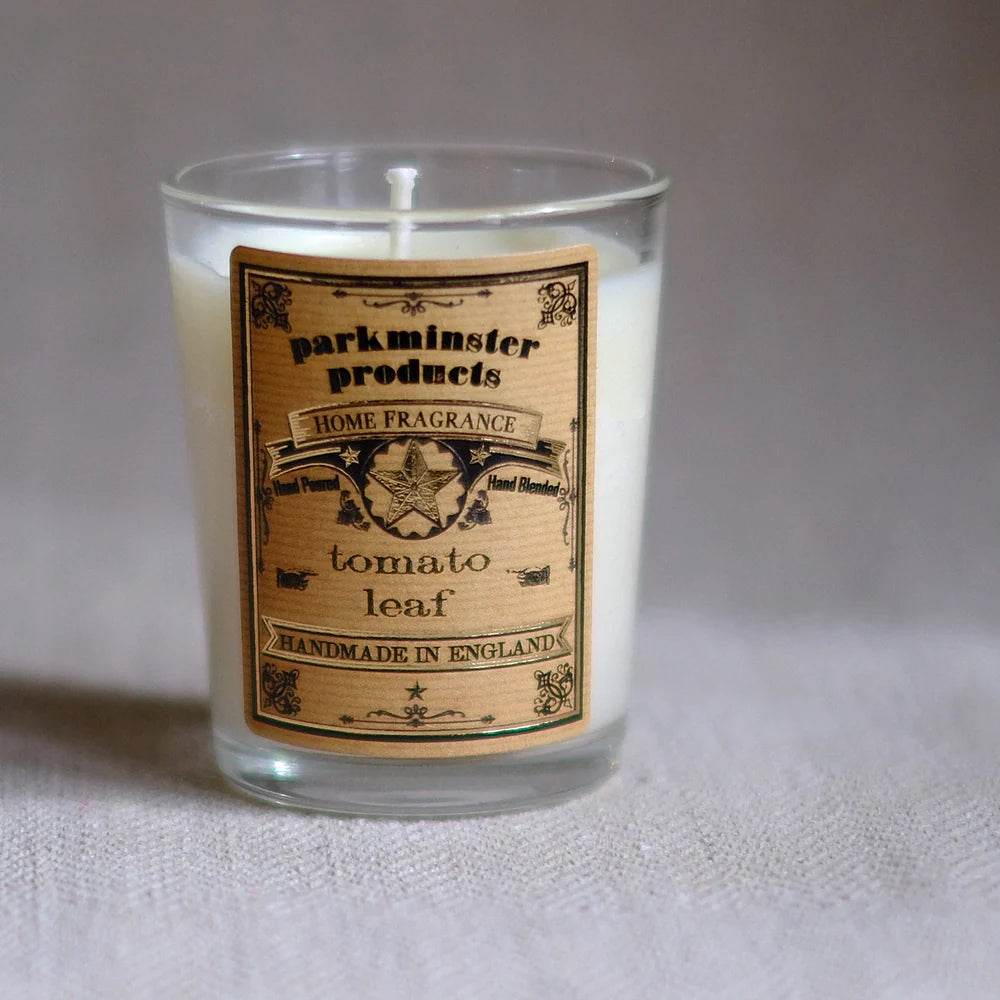 parkminster
products
HOME FRAGRANCE
Hand Poured Hand Blended
tomato
leaf
HANDMADE IN ENGLAND